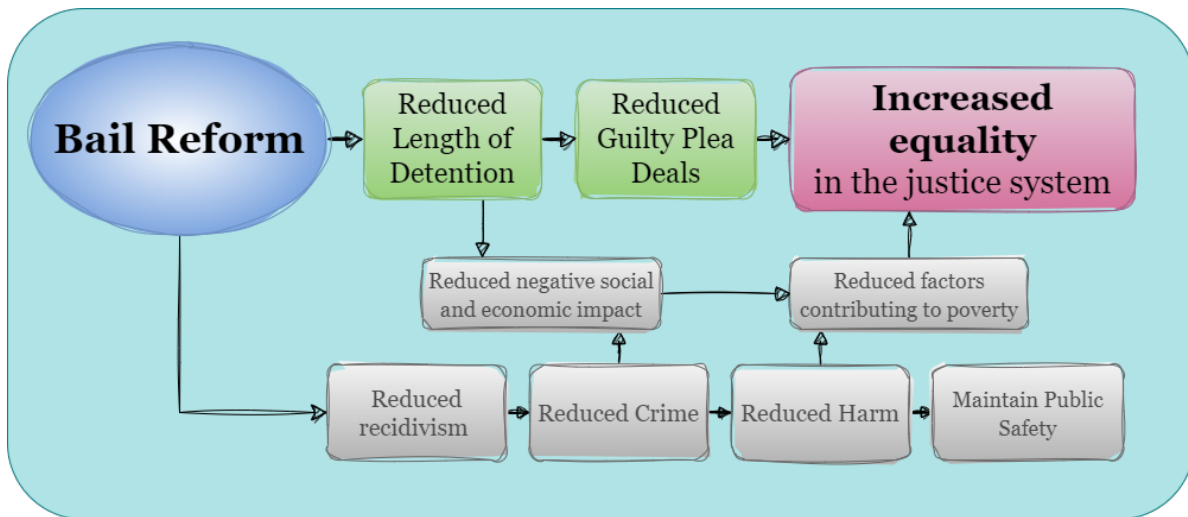 Bail Reform
Reduced
Length of
Detention
Reduced
Guilty Plea
Deals
Increased
equality
in the justice system
Reduced negative social
and economic impact
Reduced factors
contributing to poverty
Reduced
recidivism
Reduced Crime
Reduced Harm
Maintain Public
Safety